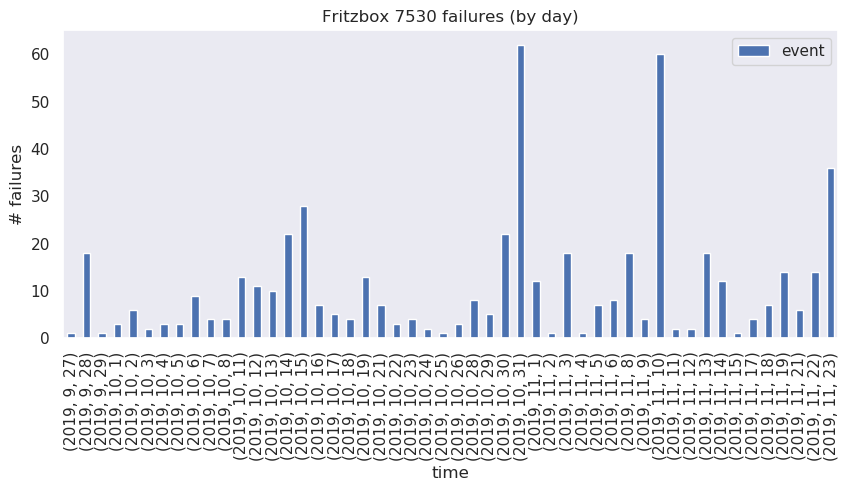 Fritzbox 7530 failures (by day)
event
# failures
60
50
40
30
20
10
0
(2019, 9, 27)
(2019, 9, 28)
(2019, 9, 29)
(2019, 10, 1)
(2019, 10, 2)
(2019, 10, 3)
(2019, 10, 4)
(2019, 10, 5)
(2019, 10, 6)
(2019, 10, 7)
(2019, 10, 8)
(2019, 10, 11)
(2019, 10, 12)
(2019, 10, 13)
(2019, 10, 14)
(2019, 10, 15)
(2019, 10, 16)
(2019, 10, 17)
(2019, 10, 18)
(2019, 10, 19)
(2019, 10, 21)
(2019, 10, 22)
(2019, 10, 23)
(2019, 10, 24)
(2019, 10, 25)
(2019, 10, 26)
(2019, 10, 28)
(2019, 10, 29)
(2019, 10, 30)
(2019, 10, 31)
(2019, 11, 1)
(2019, 11, 2)
(2019, 11, 3)
(2019, 11, 4)
(2019, 11, 5)
(2019, 11, 6)
(2019, 11, 8)
(2019, 11, 9)
(2019, 11, 10)
(2019, 11, 11)
(2019, 11, 12)
(2019, 11, 13)
(2019, 11, 14)
(2019, 11, 15)
(2019, 11, 17)
(2019, 11, 18)
(2019, 11, 19)
(2019, 11, 21)
(2019, 11, 22)
(2019, 11, 23)
time